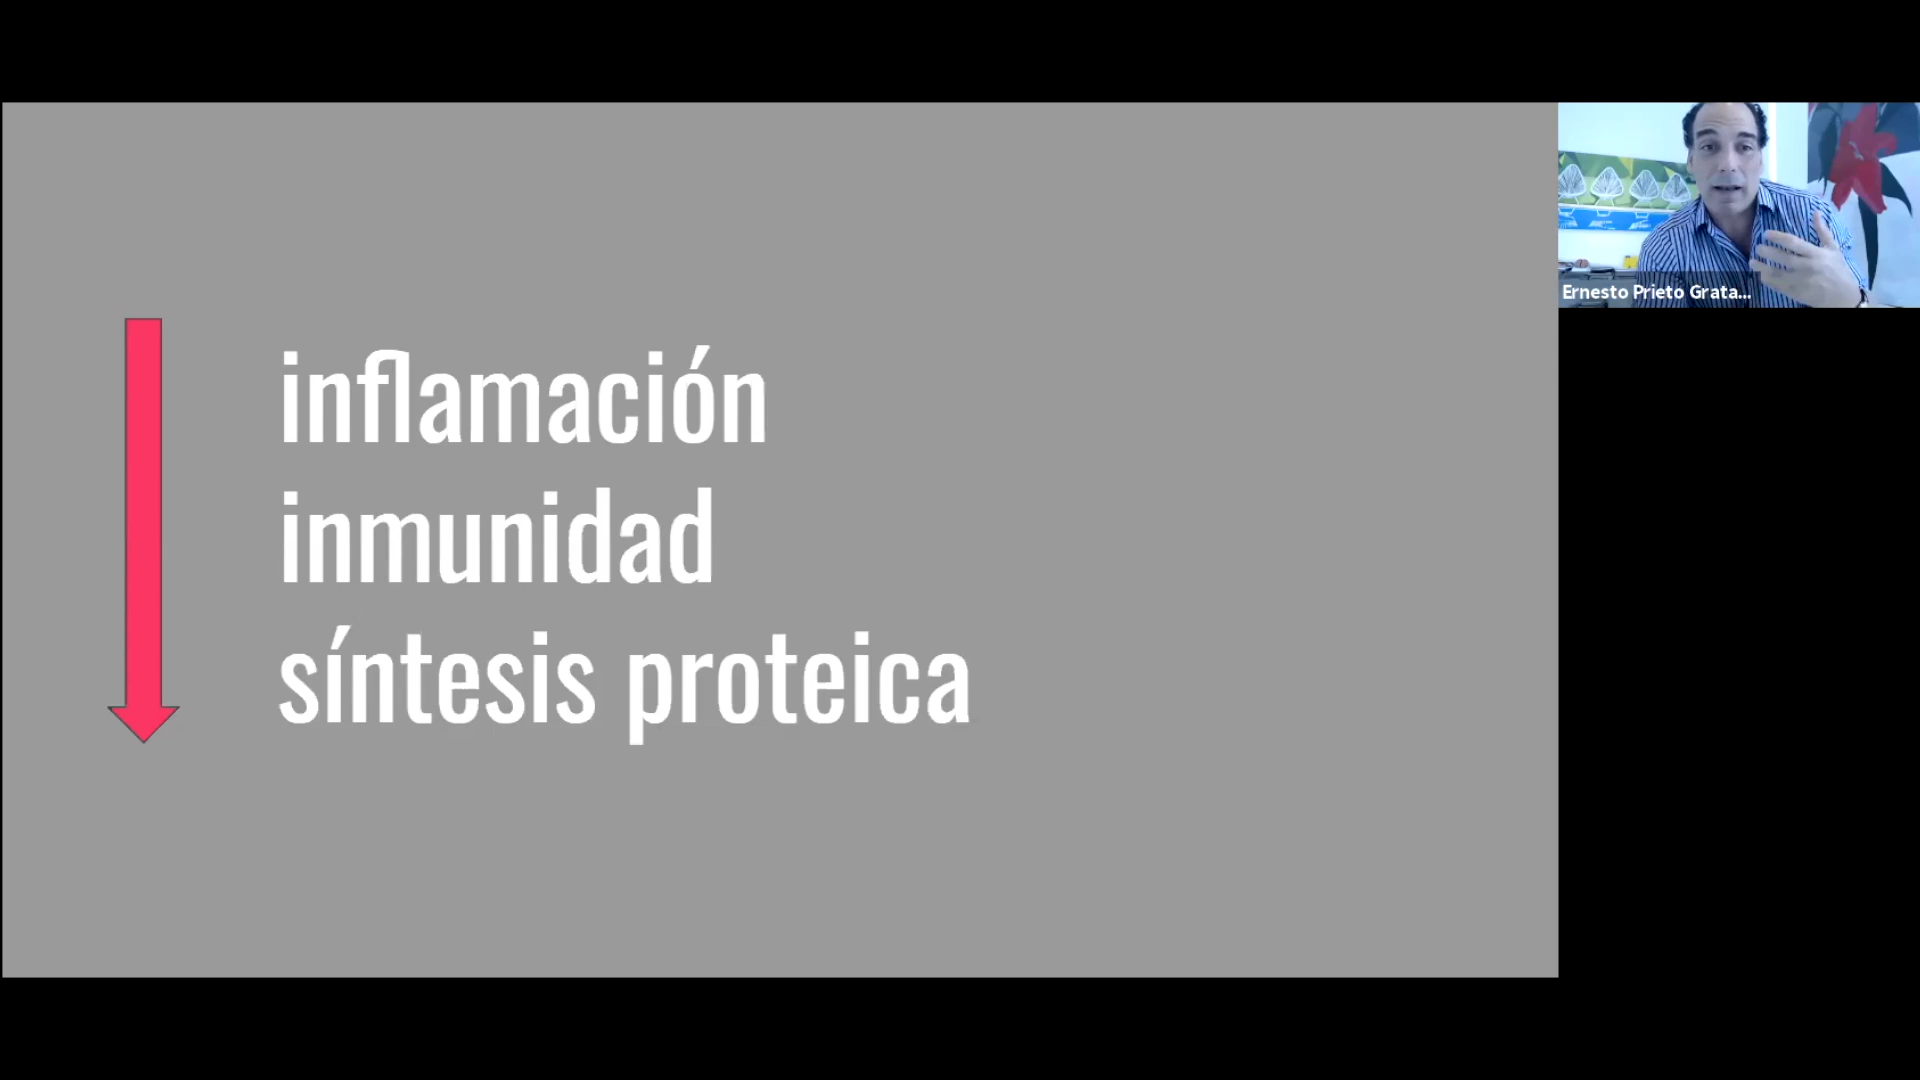 inflamación
inmunidad
síntesis proteica
Ernesto Prieto Grata...